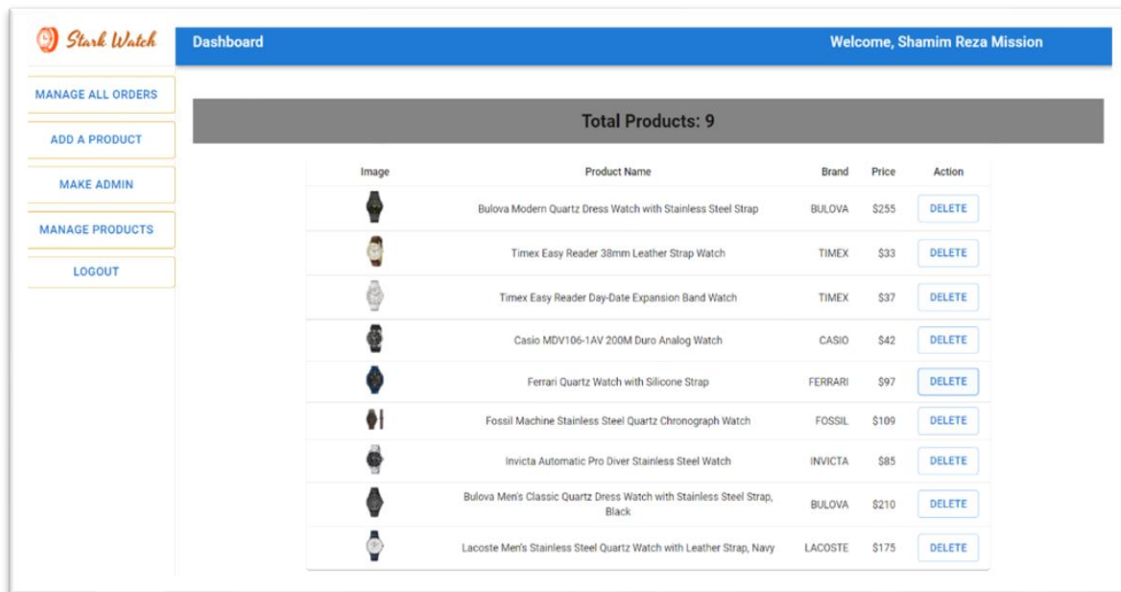 Stark Watch
Dashboard
Welcome, Shamim Reza Mission
MANAGE ALL ORDERS
ADD A PRODUCT
MAKE ADMIN
MANAGE PRODUCTS
LOGOUT
Total Products: 9
Image Product Name Brand Price Action
Bulova Modern Quartz Dress Watch with Stainless Steel Strap BULOVA $255 DELETE
Timex Easy Reader 38mm Leather Strap Watch TIMEX $33 DELETE
Timex Easy Reader Day-Date Expansion Band Watch TIMEX $37 DELETE
Casio MDV106-1AV 200M Duro Analog Watch CASIO $42 DELETE
Ferrari Quartz Watch with Silicone Strap FERRARI $97 DELETE
Fossil Machine Stainless Steel Quartz Chronograph Watch FOSSIL $109 DELETE
Invicta Automatic Pro Diver Stainless Steel Watch INVICTA $85 DELETE
Bulova Men's Classic Quartz Dress Watch with Stainless Steel Strap,
Black BULOVA $210 DELETE
Lacoste Men's Stainless Steel Quartz Watch with Leather Strap, Navy LACOSTE $175 DELETE